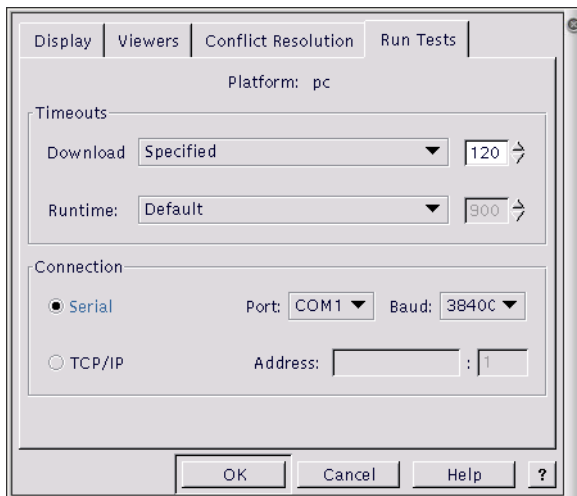 Display Viewers Conflict Resolution Run Tests
Platform: pc
Timeouts
Download Specified 120
Runtime: Default 900
Connection
Serial Port: COM1 Baud: 3840C
TCP/IP Address: : 1
OK Cancel Help ?